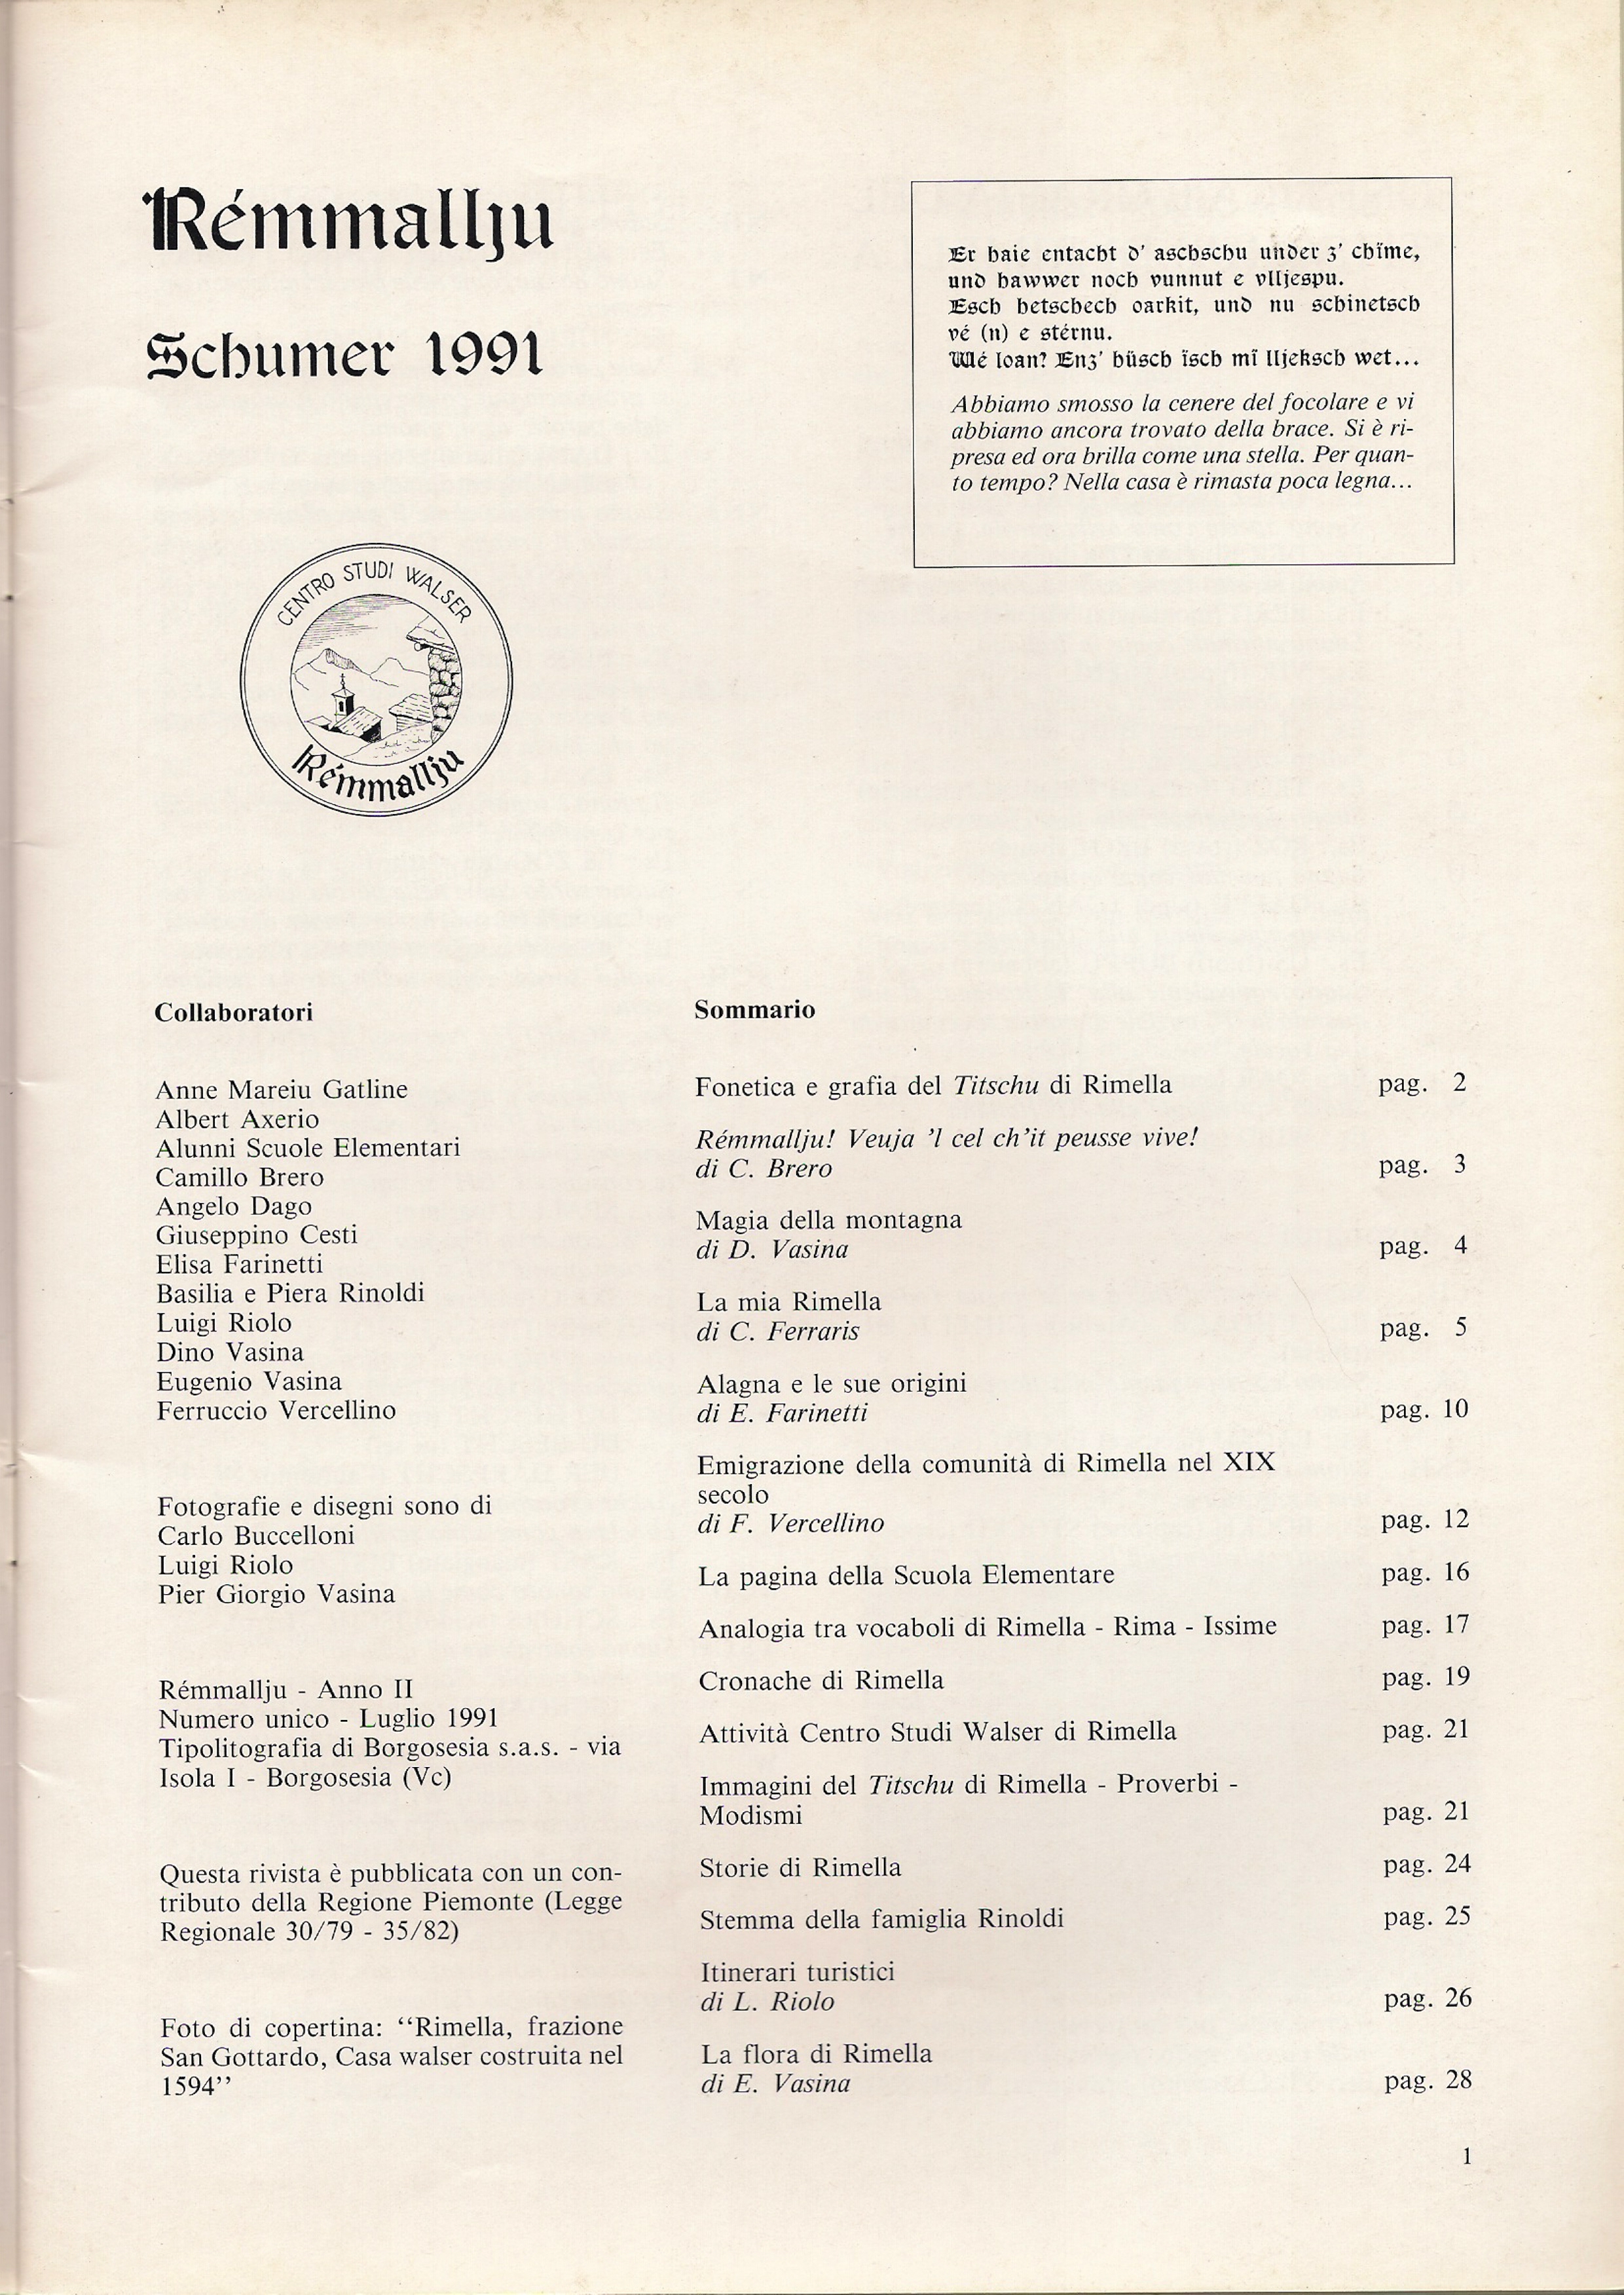 Rémmallju
Schumer 1991
Er haie entacht d' aschschu under z' chïme,
und hawwer noch vunnut e vlljespu.
Esch hetschech oarkit, und nu schinetsch
vé (n) e stérnu.
Wé loan? Enz' hüsch ïsch mï lljeksch wet...
Abbiamo smosso la cenere del focolare e vi
abbiamo ancora trovato della brace. Si è ri-
presa ed ora brilla come una stella. Per quan-
to tempo? Nella casa è rimasta poca legna...
CENTRO STUDI WALSER
Rémmallju
Collaboratori
Anne Mareiu Gatline
Albert Axerio
Alunni Scuole Elementari
Camillo Brero
Angelo Dago
Giuseppino Cesti
Elisa Farinetti
Basilia e Piera Rinoldi
Luigi Riolo
Dino Vasina
Eugenio Vasina
Ferruccio Vercellino
Fotografie e disegni sono di
Carlo Buccelloni
Luigi Riolo
Pier Giorgio Vasina
Rémmallju - Anno II
Numero unico - Luglio 1991
Tipolitografia di Borgosesia s.a.s. - via
Isola I - Borgosesia (Vc)
Questa rivista è pubblicata con un con-
tributo della Regione Piemonte (Legge
Regionale 30/79 - 35/82)
Foto di copertina: ‘‘Rimella, frazione
San Gottardo, Casa walser costruita nel
1594’’
Sommario
Fonetica e grafia del Titschu di Rimella pag. 2
Rémmallju! Veuja ’l cel ch’it peusse vive!
di C. Brero pag. 3
Magia della montagna
di D. Vasina pag. 4
La mia Rimella
di C. Ferraris pag. 5
Alagna e le sue origini
di E. Farinetti pag. 10
Emigrazione della comunità di Rimella nel XIX
secolo
di F. Vercellino pag. 12
La pagina della Scuola Elementare pag. 16
Analogia tra vocaboli di Rimella - Rima - Issime pag. 17
Cronache di Rimella pag. 19
Attività Centro Studi Walser di Rimella pag. 21
Immagini del Titschu di Rimella - Proverbi -
Modismi pag. 21
Storie di Rimella pag. 24
Stemma della famiglia Rinoldi pag. 25
Itinerari turistici
di L. Riolo pag. 26
La flora di Rimella
di E. Vasina pag. 28
1